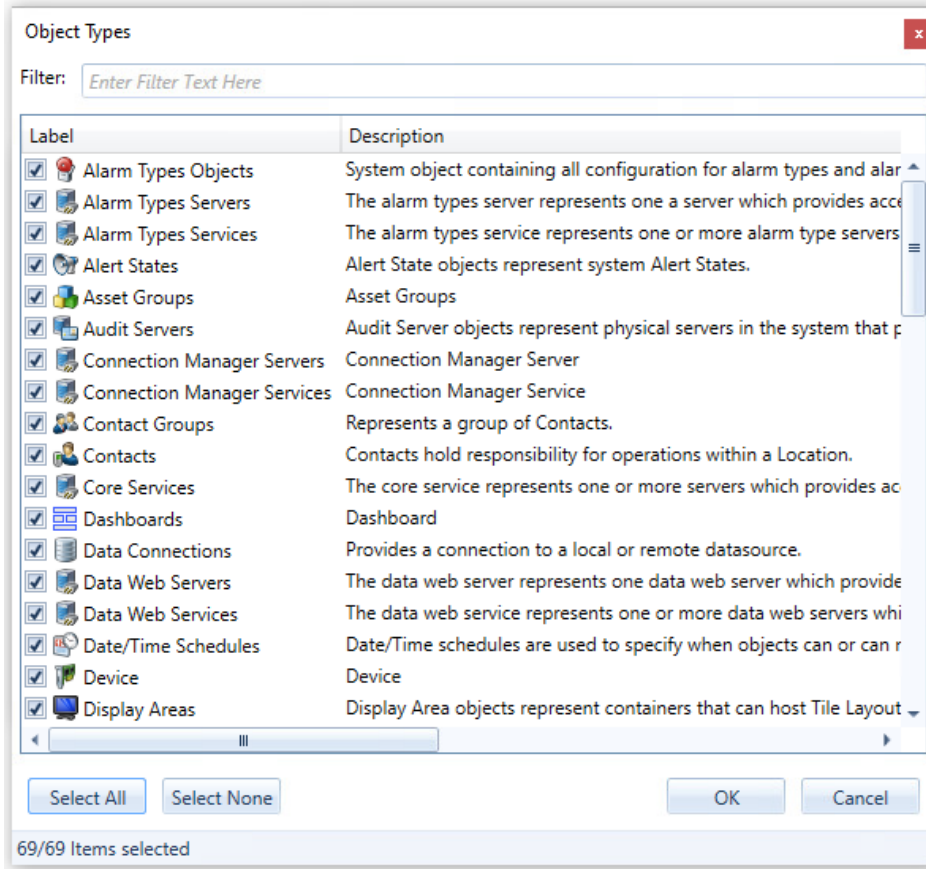 Object Types
x
Filter: Enter Filter Text Here
Label Description
Alarm Types Objects System object containing all configuration for alarm types and alar
Alarm Types Servers The alarm types server represents one a server which provides acce
Alarm Types Services The alarm types service represents one or more alarm type servers
Alert States Alert State objects represent system Alert States.
Asset Groups Asset Groups
Audit Servers Audit Server objects represent physical servers in the system that p
Connection Manager Servers Connection Manager Server
Connection Manager Services Connection Manager Service
Contact Groups Represents a group of Contacts.
Contacts Contacts hold responsibility for operations within a Location.
Core Services The core service represents one or more servers which provides ac
Dashboards Dashboard
Data Connections Provides a connection to a local or remote datasource.
Data Web Servers The data web server represents one data web server which provide
Data Web Services The data web service represents one or more data web servers whi
Date/Time Schedules Date/Time schedules are used to specify when objects can or can r
Device Device
Display Areas Display Area objects represent containers that can host Tile Layout
Select All Select None OK Cancel
69/69 Items selected